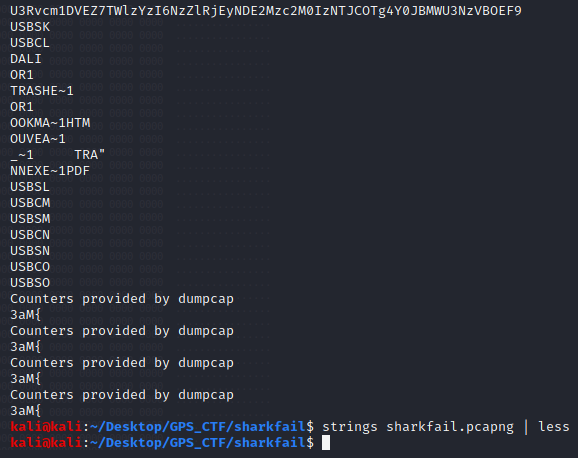 U3Rvcm1DVEZ7TWlzYzI6NzZlRjEyNDE2Mzc2M0IzNTJCOTg4Y0JBMWU3NzVBOEF9
USBSK
USBCL
DALI
OR1
TRASHE~1
OR1
OOKMA~1HTM
OUVEA~1
_~1     TRA"
NNEXE~1PDF
USBSL
USBCM
USBSM
USBCN
USBSN
USBCO
USBSO
Counters provided by dumpcap
3aM{
Counters provided by dumpcap
3aM{
Counters provided by dumpcap
3aM{
Counters provided by dumpcap
3aM{
kali@kali:~/Desktop/GPS_CTF/sharkfail$ strings sharkfail.pcapng | less
kali@kali:~/Desktop/GPS_CTF/sharkfail$